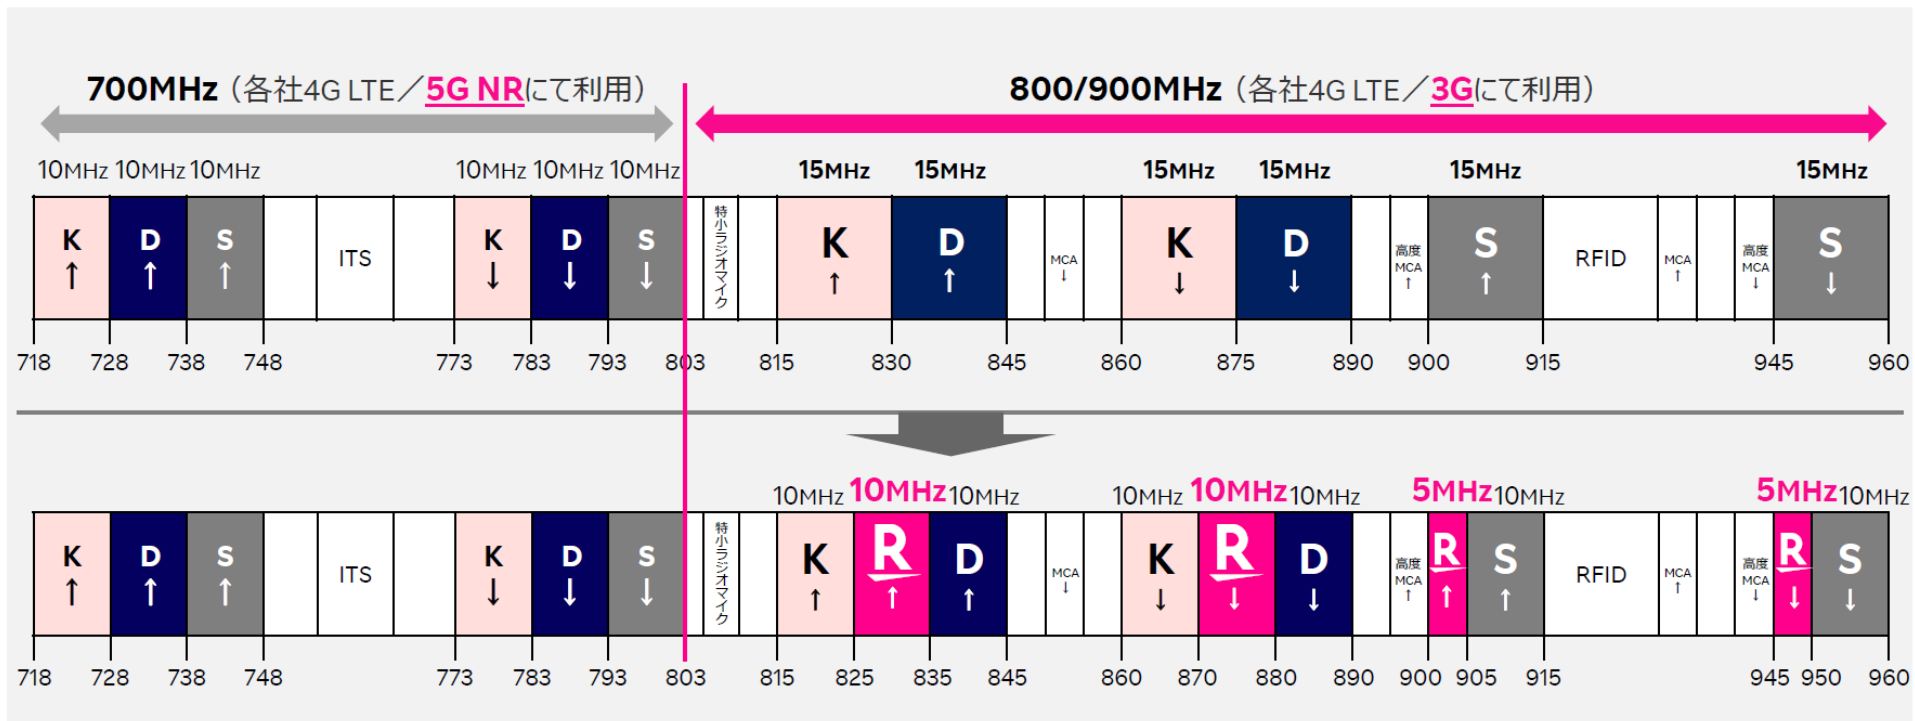 700MHz（各社4G LTE／5G NRにて利用） 800/900MHz（各社4G LTE／3Gにて利用）
10MHz 10MHz 10MHz 10MHz 10MHz 10MHz 15MHz 15MHz 15MHz 15MHz 15MHz 15MHz
K↑ D↑ S↑ ITS K↓ D↓ S↓ 特小ラジオマイク K↑ D↑ MCA↓ K↓ D↓ 高度MCA↑ S↑ RFID MCA↑ 高度MCA↓ S↓
718 728 738 748 773 783 793 803 815 830 845 860 875 890 900 915 945 960
10MHz 10MHz 10MHz 10MHz 10MHz 10MHz 5MHz 10MHz 5MHz 10MHz
K↑ D↑ S↑ ITS K↓ D↓ S↓ 特小ラジオマイク K↑ R↑ D↑ MCA↓ K↓ R↓ D↓ 高度MCA↑ R↑ S↑ RFID MCA↑ 高度MCA↓ R↓ S↓
718 728 738 748 773 783 793 803 815 825 835 845 860 870 880 890 900 905 915 945 950 960